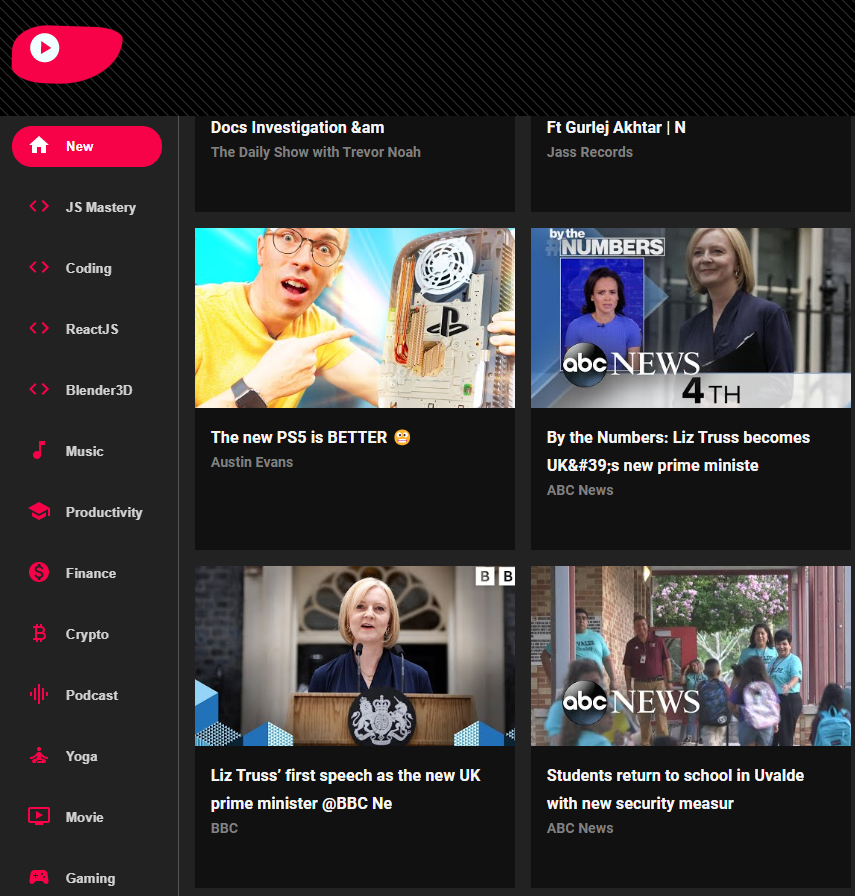 New
JS Mastery
Coding
ReactJS
Blender3D
Music
Productivity
Finance
Crypto
Podcast
Yoga
Movie
Gaming
Docs Investigation &am
The Daily Show with Trevor Noah
Ft Gurlej Akhtar | N
Jass Records
The new PS5 is BETTER 😬
Austin Evans
by the
#NUMBERS
abc NEWS
4TH
By the Numbers: Liz Truss becomes
UK&#39;s new prime ministe
ABC News
B B
Liz Truss’ first speech as the new UK
prime minister @BBC Ne
BBC
abc NEWS
Students return to school in Uvalde
with new security measur
ABC News